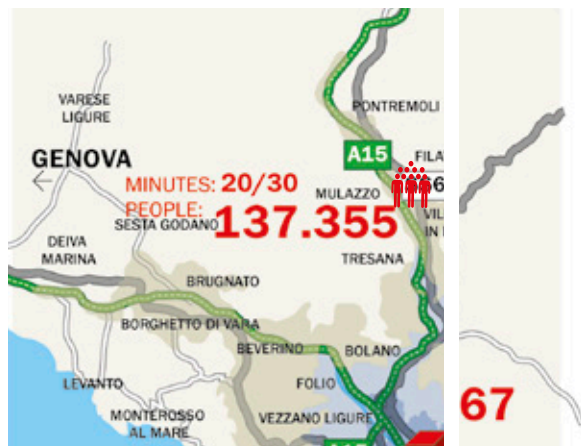 PONTREMOLI
VARESE
LIGURE
A15
GENOVA
MINUTES: 20/30
MULAZZO
PEOPLE:
137.355
SESTA GODANO
DEIVA
MARINA
TRESANA
BRUGNATO
BORGHETTO DI VARA
BEVERINO
BOLANO
LEVANTO
FOLIO
67
MONTEROSSO
AL MARE
VEZZANO LIGURE